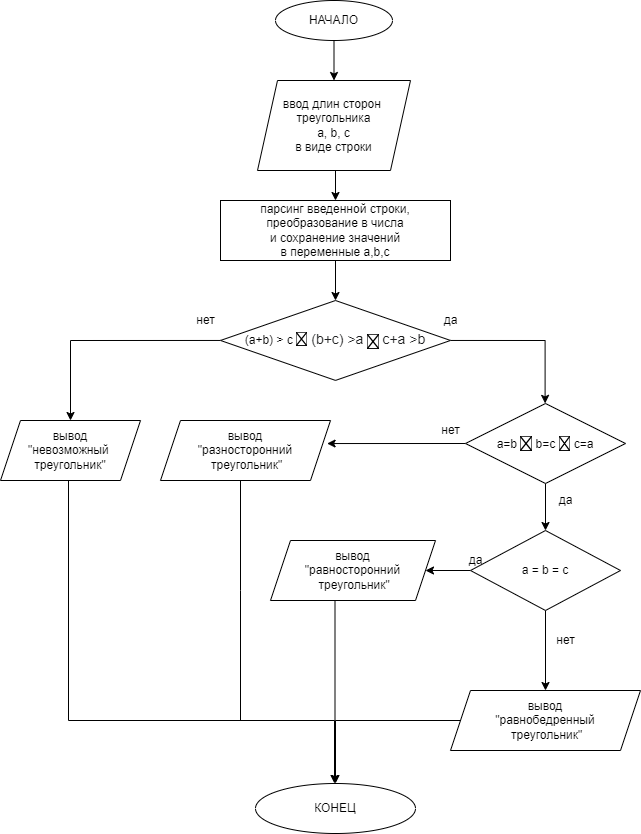 НАЧАЛО
ввод длин сторон
треугольника
a, b, c
в виде строки
парсинг введенной строки,
преобразование в числа
и сохранение значений
в переменные a,b,c
нет
да
(a+b) > c ☒ (b+c) >a ☒ c+a >b
нет
a=b ☒ b=c ☒ c=a
вывод
"невозможный
треугольник"
вывод
"разносторонний
треугольник"
да
вывод
"равносторонний
треугольник"
да
a = b = c
нет
вывод
"равнобедренный
треугольник"
КОНЕЦ